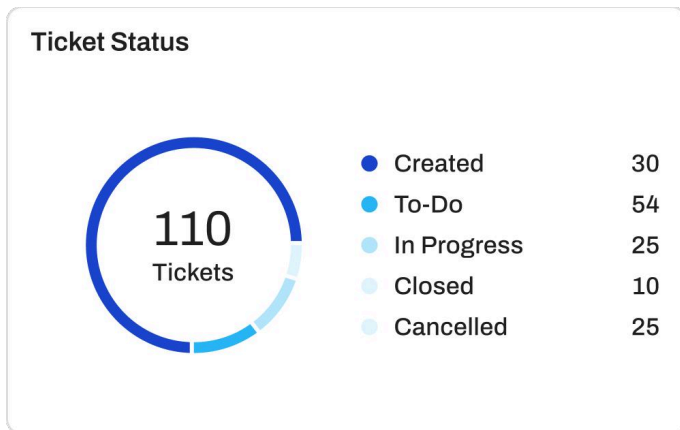 Ticket Status
110
Tickets
Created 30
To-Do 54
In Progress 25
Closed 10
Cancelled 25